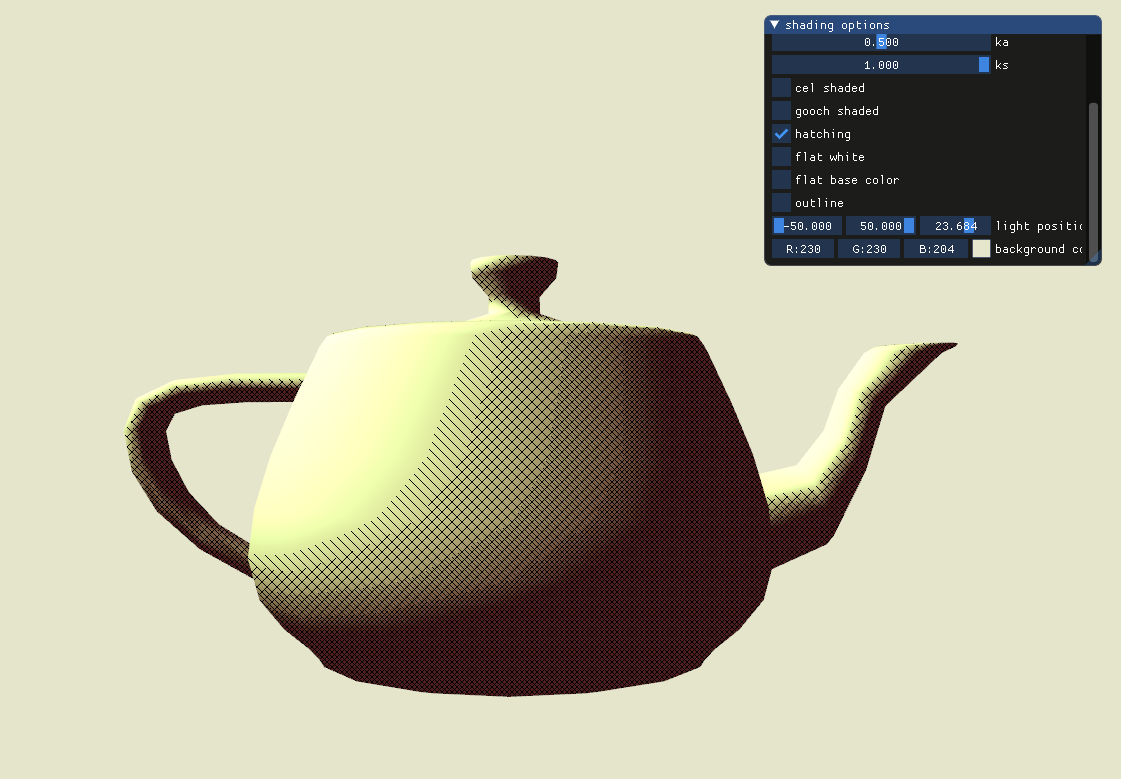 shading options
0.500 ka
1.000 ks
cel shaded
gooch shaded
hatching
flat white
flat base color
outline
-50.000 50.000 23.684 light positio
R:230 G:230 B:204 background co